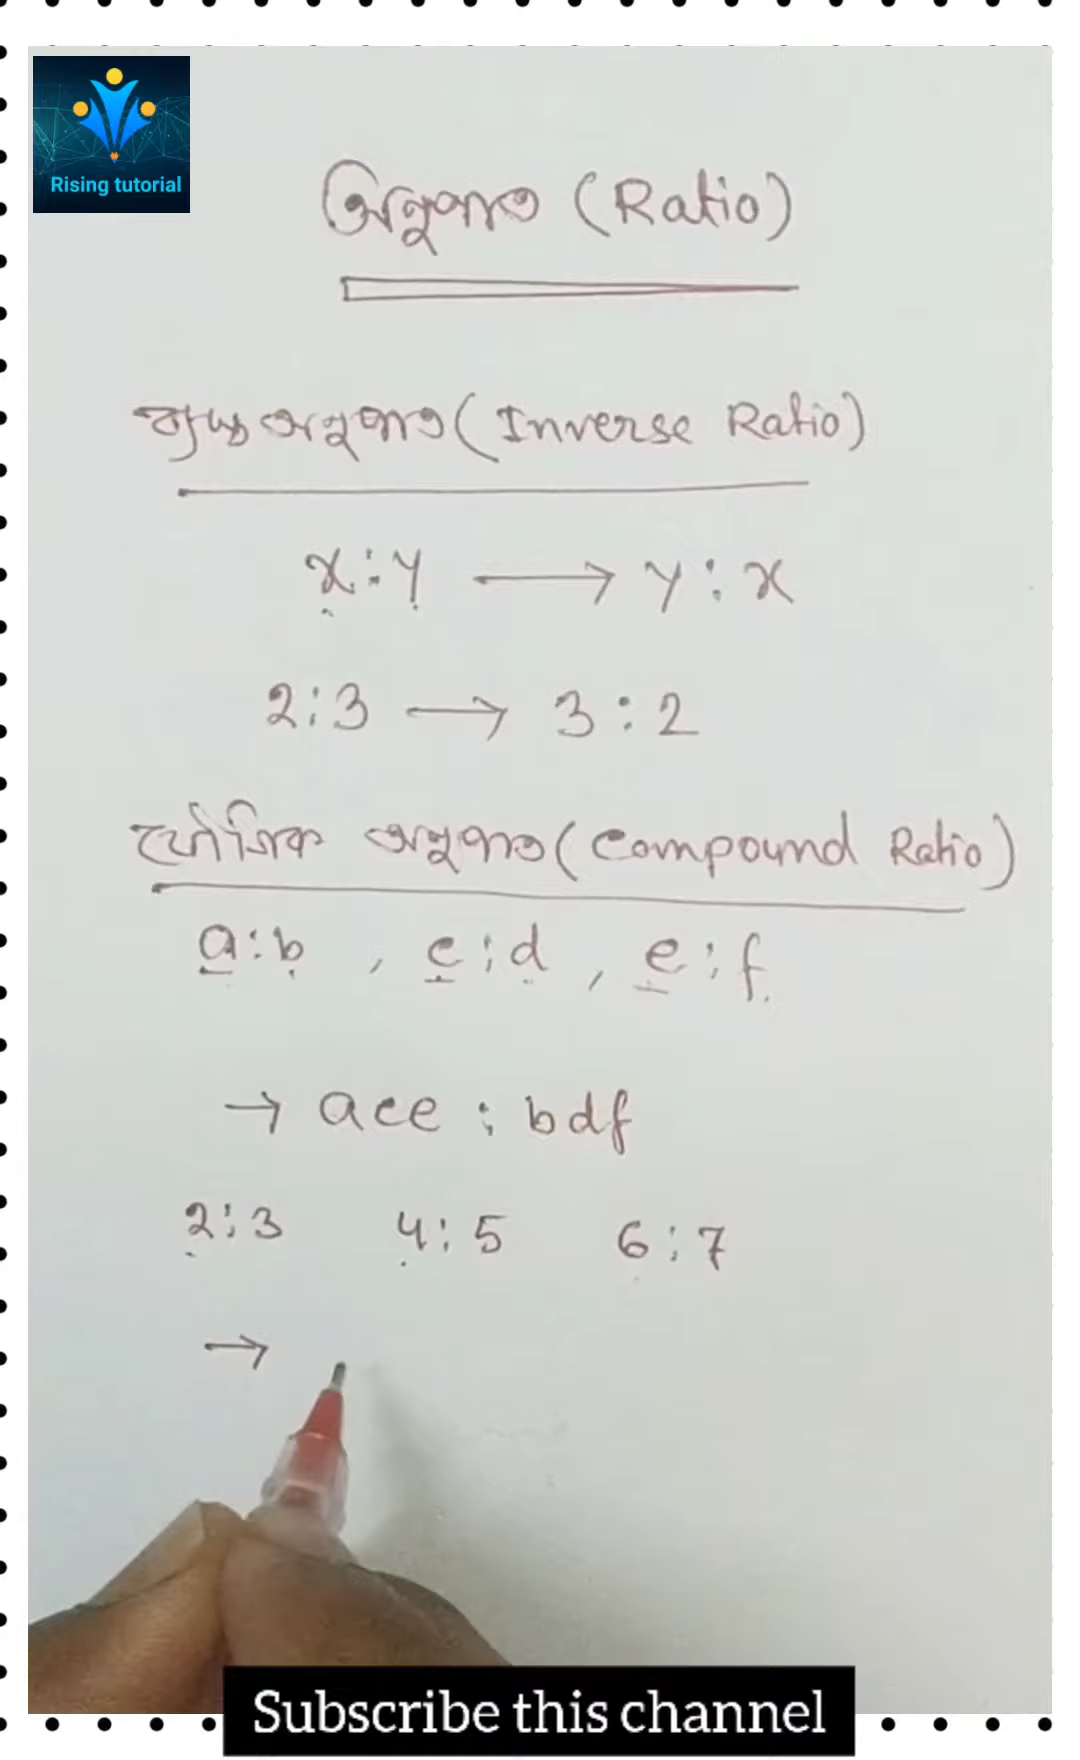 Rising tutorial
অনুপাত (Ratio)
ব্যস্ত অনুপাত (Inverse Ratio)
x : y → y : x
2 : 3 → 3 : 2
যৌগিক অনুপাত (Compound Ratio)
a : b , c : d , e : f
→ ace : bdf
2 : 3 4 : 5 6 : 7
→
Subscribe this channel